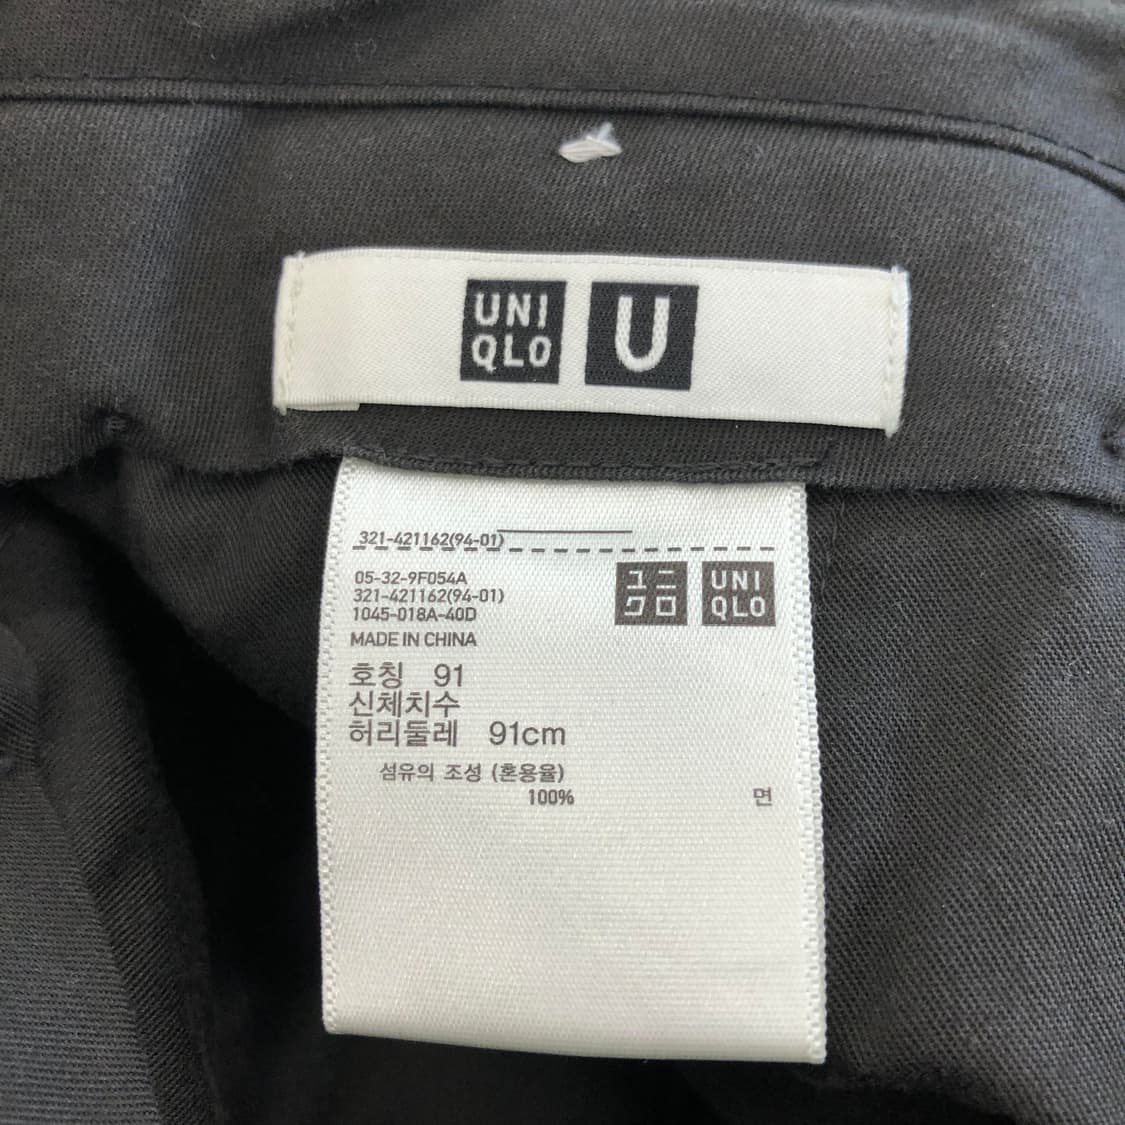 UNI
QLO
U
321-421162(94-01)
05-32-9F054A
321-421162(94-01)
1045-018A-40D
ユニ
クロ
UNI
QLO
MADE IN CHINA
호칭 91
신체치수
허리둘레 91cm
섬유의 조성 (혼용율)
100% 면